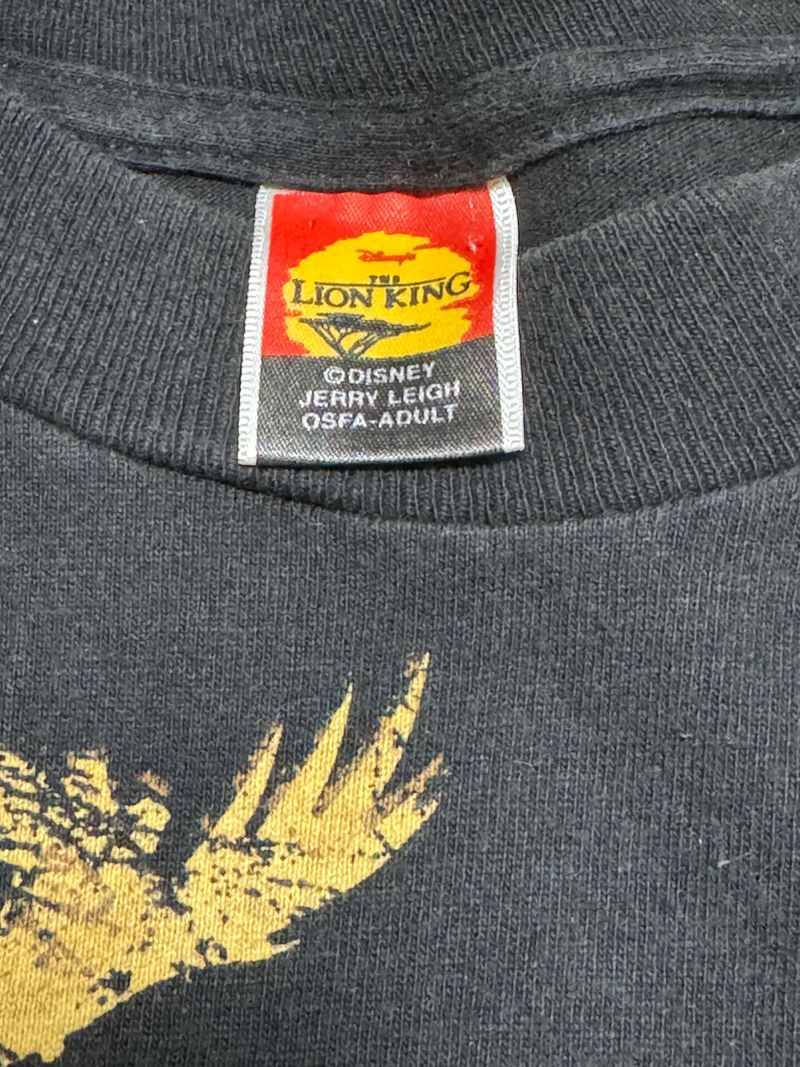 Disney's
THE
LION KING
©DISNEY
JERRY LEIGH
OSFA-ADULT